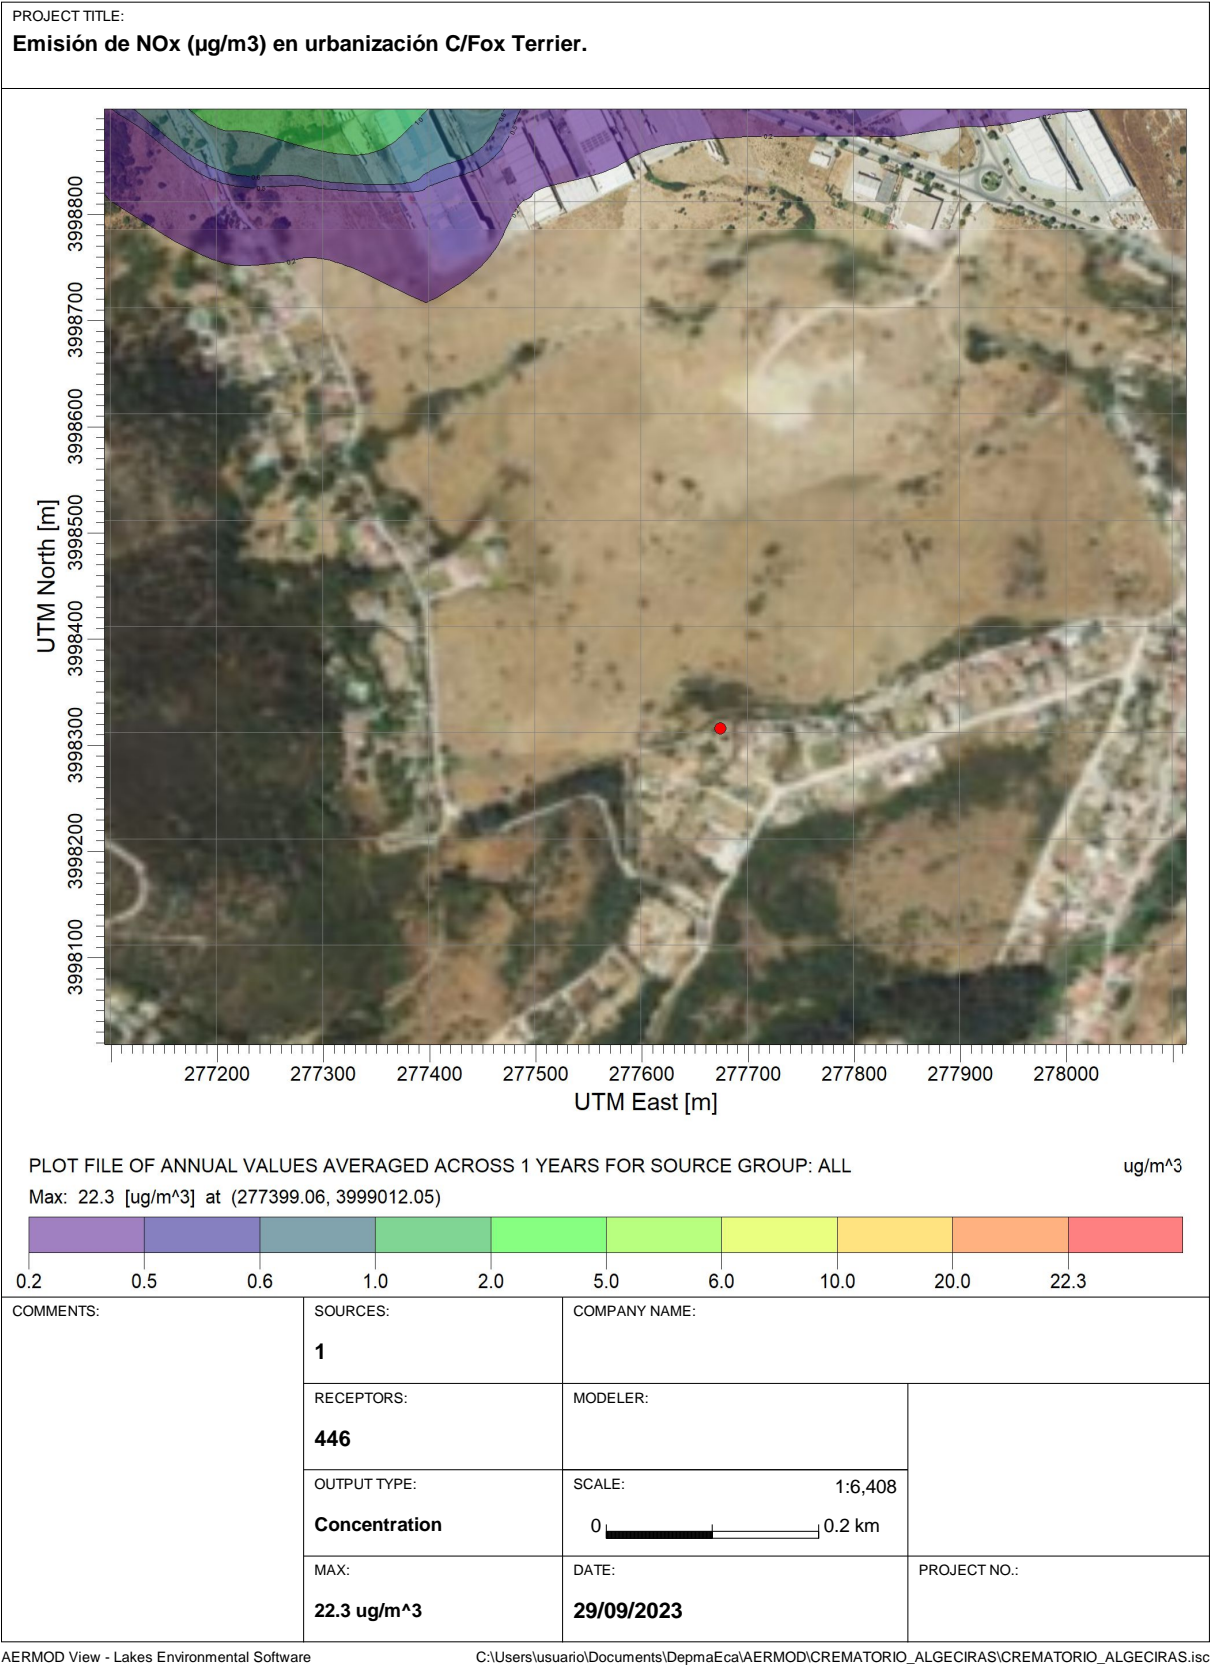 PROJECT TITLE:
Emisión de NOx (µg/m3) en urbanización C/Fox Terrier.
UTM North [m]
3998800
3998700
3998600
3998500
3998400
3998300
3998200
3998100
277200 277300 277400 277500 277600 277700 277800 277900 278000
UTM East [m]
PLOT FILE OF ANNUAL VALUES AVERAGED ACROSS 1 YEARS FOR SOURCE GROUP: ALL ug/m^3
Max: 22.3 [ug/m^3] at (277399.06, 3999012.05)
0.2 0.5 0.6 1.0 2.0 5.0 6.0 10.0 20.0 22.3
COMMENTS:
SOURCES:
1
COMPANY NAME:
RECEPTORS:
446
MODELER:
OUTPUT TYPE:
Concentration
SCALE: 1:6,408
0 0.2 km
MAX:
22.3 ug/m^3
DATE:
29/09/2023
PROJECT NO.:
AERMOD View - Lakes Environmental Software C:\Users\usuario\Documents\DepmaEca\AERMOD\CREMATORIO_ALGECIRAS\CREMATORIO_ALGECIRAS.isc